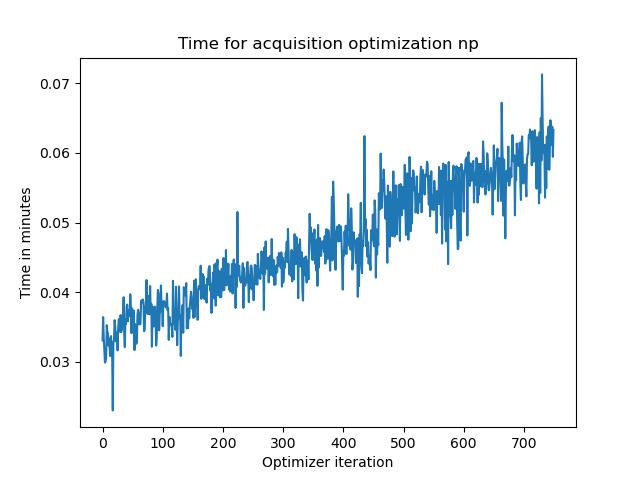 Time for acquisition optimization np
Time in minutes
0.07
0.06
0.05
0.04
0.03
0 100 200 300 400 500 600 700
Optimizer iteration